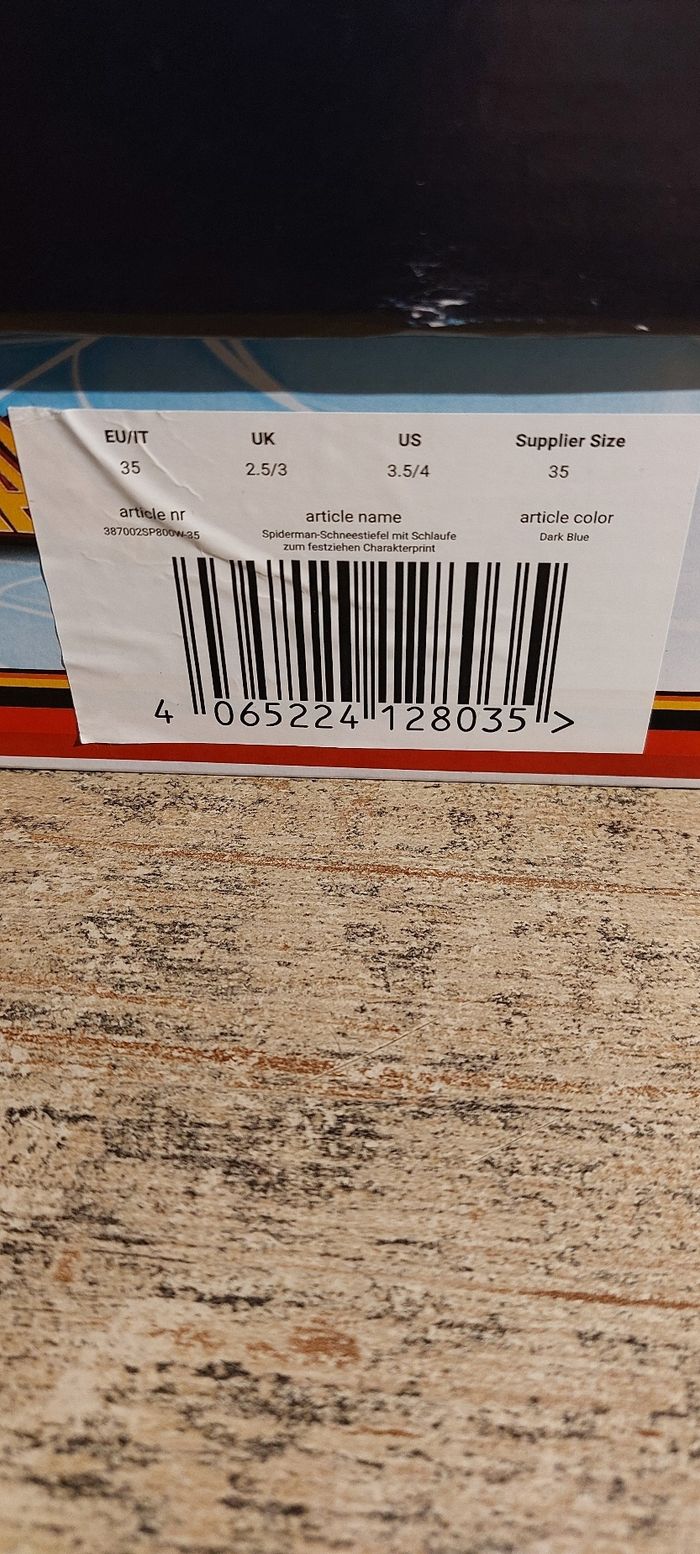 EU/IT UK US Supplier Size
35 2.5/3 3.5/4 35
article nr article name article color
387002SP800W-35 Spiderman-Schneestiefel mit Schlaufe Dark Blue
zum festziehen Charakterprint
4 065224 128035 >